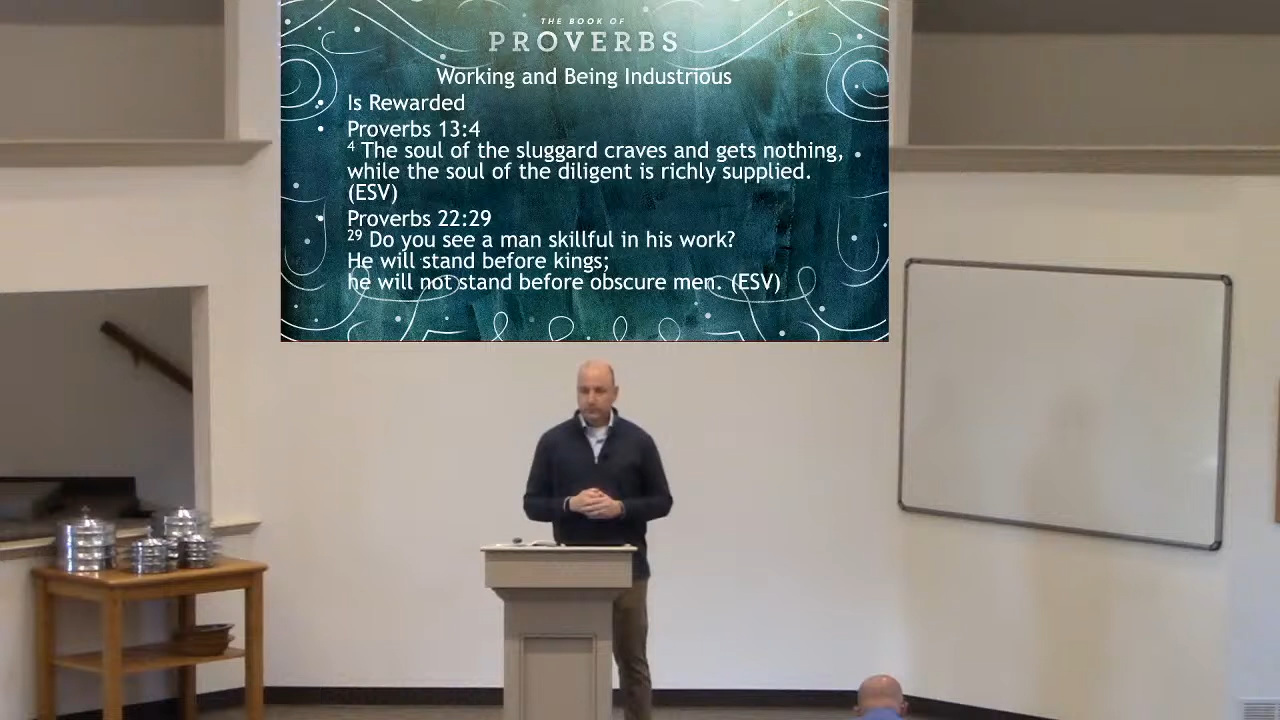 THE BOOK OF
PROVERBS
Working and Being Industrious
• Is Rewarded
• Proverbs 13:4
4 The soul of the sluggard craves and gets nothing,
while the soul of the diligent is richly supplied.
(ESV)
• Proverbs 22:29
29 Do you see a man skillful in his work?
He will stand before kings;
he will not stand before obscure men. (ESV)